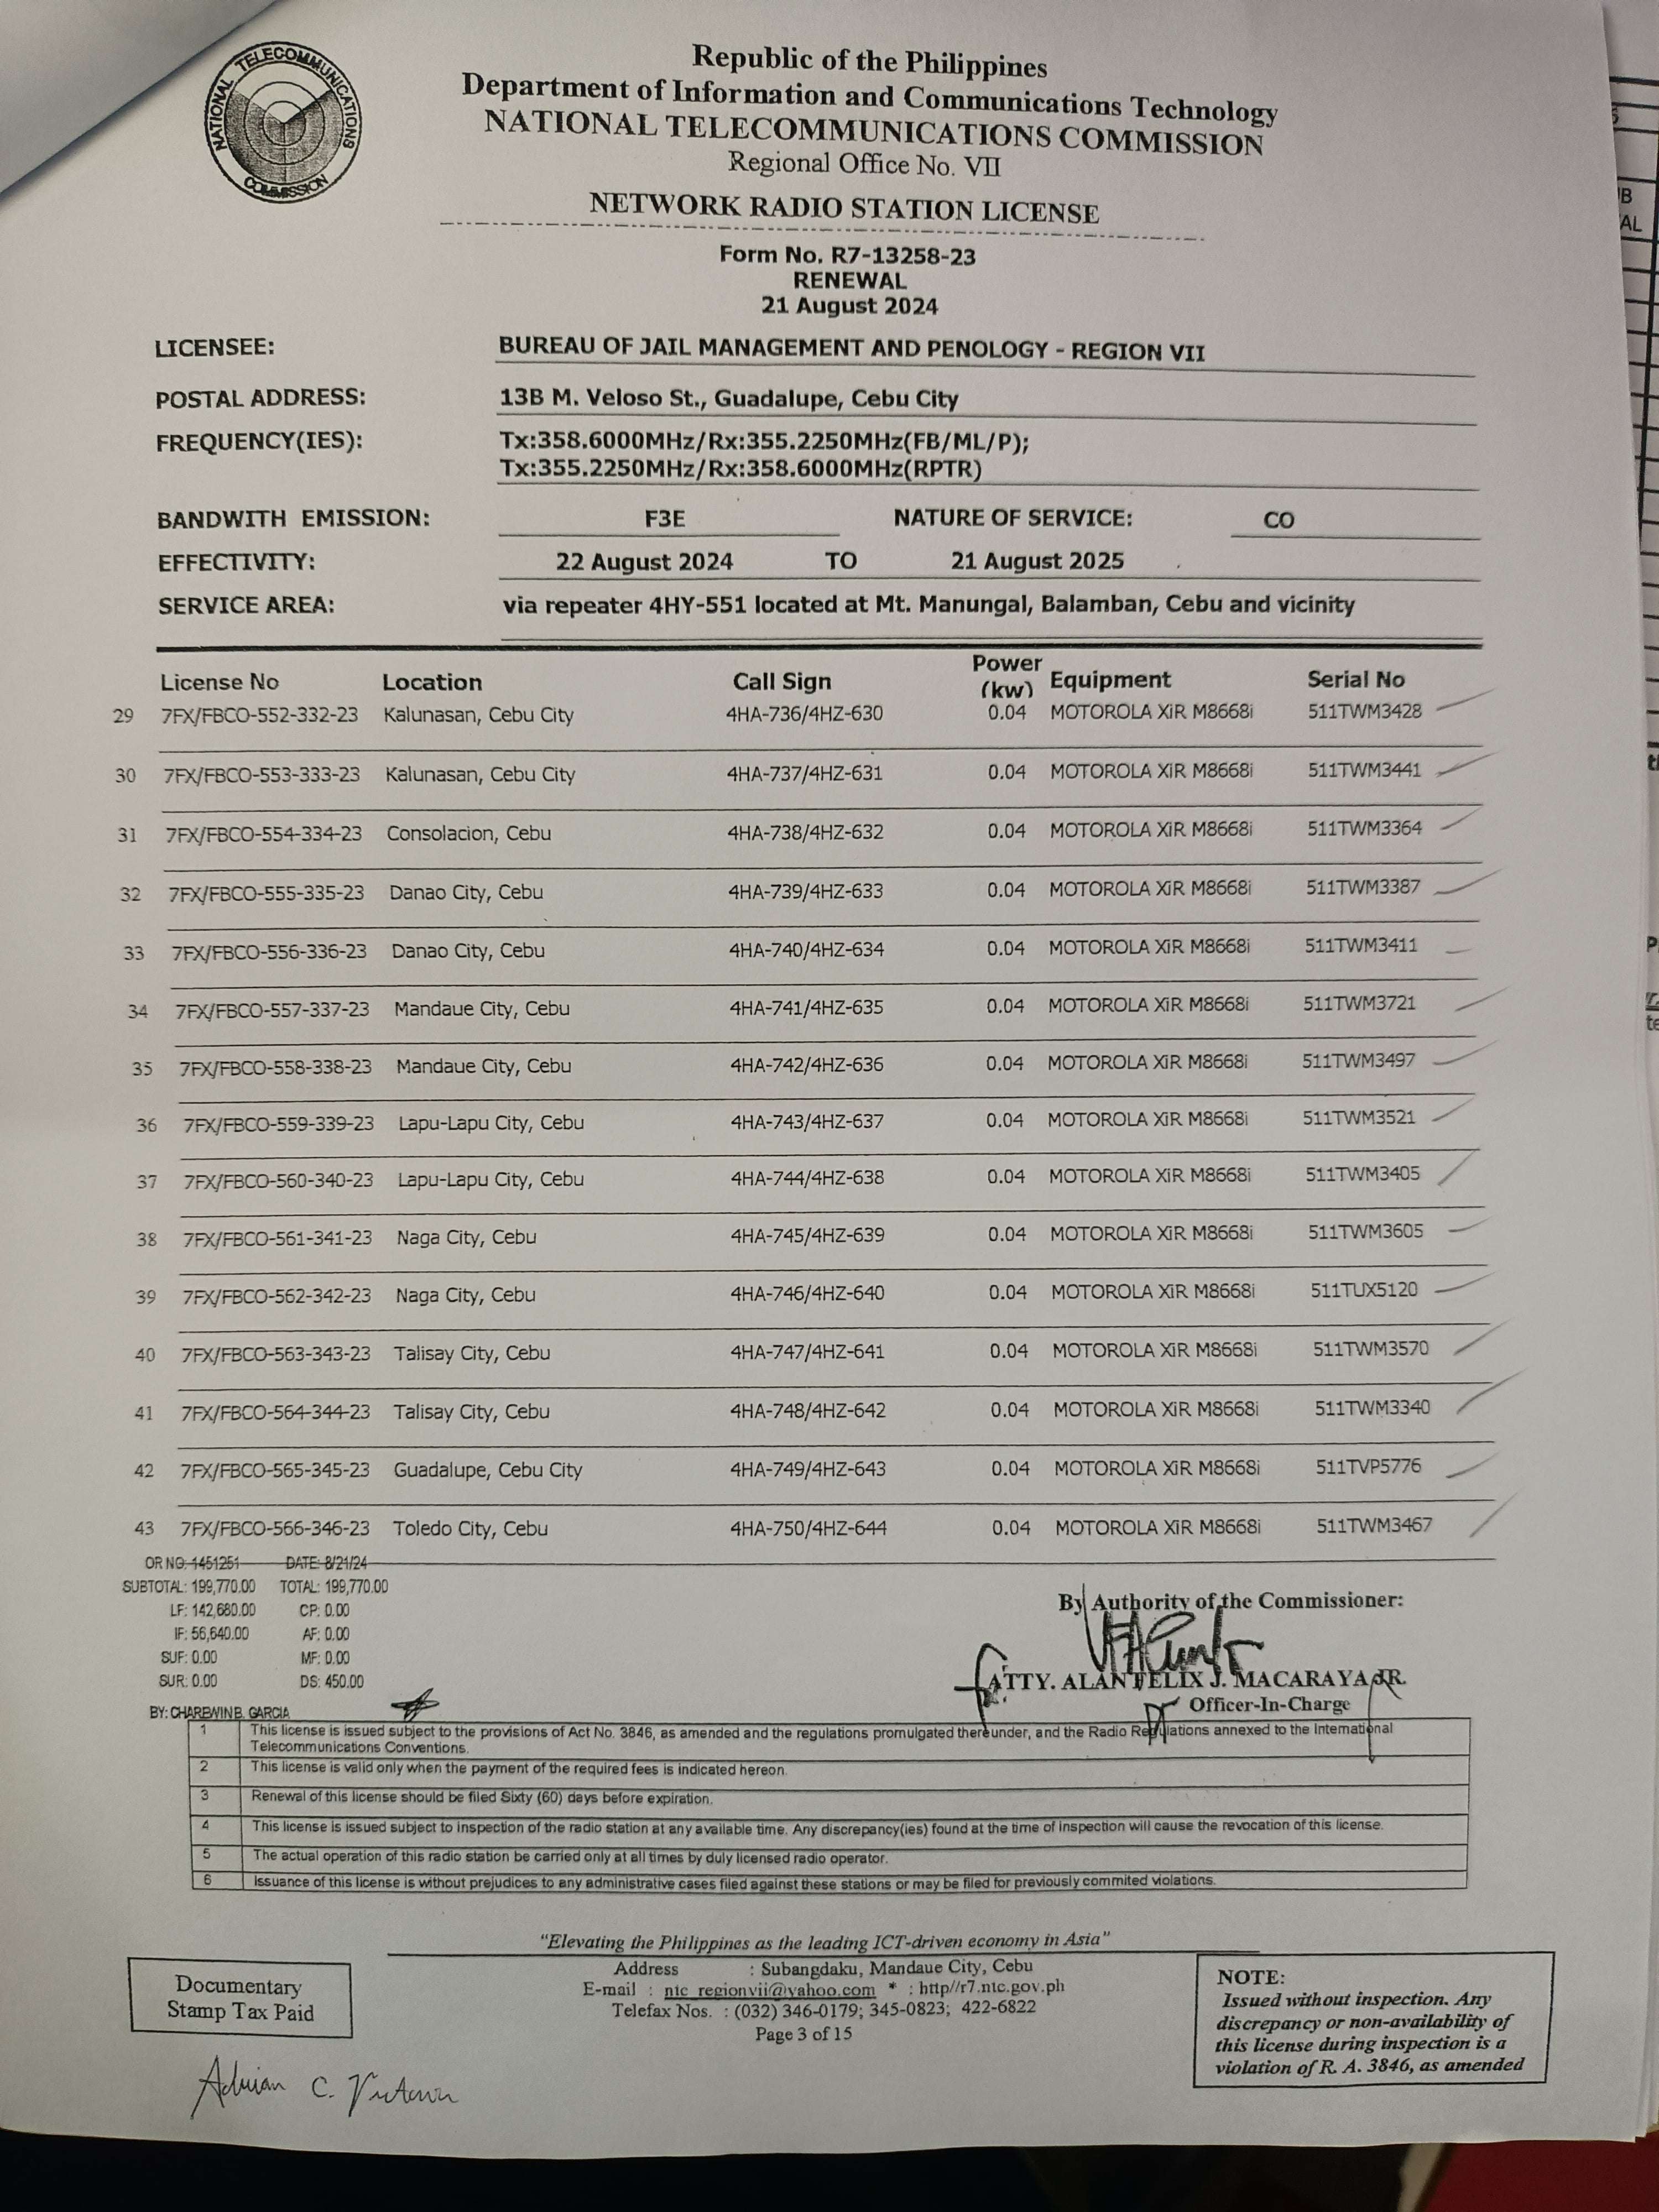 NATIONAL TELECOMMUNICATIONS COMMISSION
Republic of the Philippines
Department of Information and Communications Technology
NATIONAL TELECOMMUNICATIONS COMMISSION
Regional Office No. VII
NETWORK RADIO STATION LICENSE
Form No. R7-13258-23
RENEWAL
21 August 2024
LICENSEE: BUREAU OF JAIL MANAGEMENT AND PENOLOGY - REGION VII
POSTAL ADDRESS: 13B M. Veloso St., Guadalupe, Cebu City
FREQUENCY(IES): Tx:358.6000MHz/Rx:355.2250MHz(FB/ML/P);
Tx:355.2250MHz/Rx:358.6000MHz(RPTR)
BANDWITH EMISSION: F3E NATURE OF SERVICE: CO
EFFECTIVITY: 22 August 2024 TO 21 August 2025
SERVICE AREA: via repeater 4HY-551 located at Mt. Manungal, Balamban, Cebu and vicinity
License No Location Call Sign Power (kw) Equipment Serial No
29 7FX/FBCO-552-332-23 Kalunasan, Cebu City 4HA-736/4HZ-630 0.04 MOTOROLA XiR M8668i 511TWM3428
30 7FX/FBCO-553-333-23 Kalunasan, Cebu City 4HA-737/4HZ-631 0.04 MOTOROLA XiR M8668i 511TWM3441
31 7FX/FBCO-554-334-23 Consolacion, Cebu 4HA-738/4HZ-632 0.04 MOTOROLA XiR M8668i 511TWM3364
32 7FX/FBCO-555-335-23 Danao City, Cebu 4HA-739/4HZ-633 0.04 MOTOROLA XiR M8668i 511TWM3387
33 7FX/FBCO-556-336-23 Danao City, Cebu 4HA-740/4HZ-634 0.04 MOTOROLA XiR M8668i 511TWM3411
34 7FX/FBCO-557-337-23 Mandaue City, Cebu 4HA-741/4HZ-635 0.04 MOTOROLA XiR M8668i 511TWM3721
35 7FX/FBCO-558-338-23 Mandaue City, Cebu 4HA-742/4HZ-636 0.04 MOTOROLA XiR M8668i 511TWM3497
36 7FX/FBCO-559-339-23 Lapu-Lapu City, Cebu 4HA-743/4HZ-637 0.04 MOTOROLA XiR M8668i 511TWM3521
37 7FX/FBCO-560-340-23 Lapu-Lapu City, Cebu 4HA-744/4HZ-638 0.04 MOTOROLA XiR M8668i 511TWM3405
38 7FX/FBCO-561-341-23 Naga City, Cebu 4HA-745/4HZ-639 0.04 MOTOROLA XiR M8668i 511TWM3605
39 7FX/FBCO-562-342-23 Naga City, Cebu 4HA-746/4HZ-640 0.04 MOTOROLA XiR M8668i 511TUX5120
40 7FX/FBCO-563-343-23 Talisay City, Cebu 4HA-747/4HZ-641 0.04 MOTOROLA XiR M8668i 511TWM3570
41 7FX/FBCO-564-344-23 Talisay City, Cebu 4HA-748/4HZ-642 0.04 MOTOROLA XiR M8668i 511TWM3340
42 7FX/FBCO-565-345-23 Guadalupe, Cebu City 4HA-749/4HZ-643 0.04 MOTOROLA XiR M8668i 511TVP5776
43 7FX/FBCO-566-346-23 Toledo City, Cebu 4HA-750/4HZ-644 0.04 MOTOROLA XiR M8668i 511TWM3467
OR NO: 1451251 DATE: 8/21/24
SUBTOTAL: 199,770.00 TOTAL: 199,770.00
LF: 142,680.00 CP: 0.00
IF: 56,640.00 AF: 0.00
SUF: 0.00 MF: 0.00
SUR: 0.00 DS: 450.00
BY: CHAREWIN B. GARCIA
By Authority of the Commissioner:
ATTY. ALAN FELIX J. MACARAYA JR.
Officer-In-Charge
1 This license is issued subject to the provisions of Act No. 3846, as amended and the regulations promulgated thereunder, and the Radio Regulations annexed to the International
Telecommunications Conventions.
2 This license is valid only when the payment of the required fees is indicated hereon.
3 Renewal of this license should be filed Sixty (60) days before expiration.
4 This license is issued subject to inspection of the radio station at any available time. Any discrepancy(ies) found at the time of inspection will cause the revocation of this license.
5 The actual operation of this radio station be carried only at all times by duly licensed radio operator.
6 Issuance of this license is without prejudices to any administrative cases filed against these stations or may be filed for previously commited violations.
"Elevating the Philippines as the leading ICT-driven economy in Asia"
Address : Subangdaku, Mandaue City, Cebu
E-mail : ntc_regionvii@yahoo.com * : http//r7.ntc.gov.ph
Telefax Nos. : (032) 346-0179; 345-0823; 422-6822
Page 3 of 15
Documentary
Stamp Tax Paid
NOTE:
Issued without inspection. Any
discrepancy or non-availability of
this license during inspection is a
violation of R. A. 3846, as amended
Adrian C.